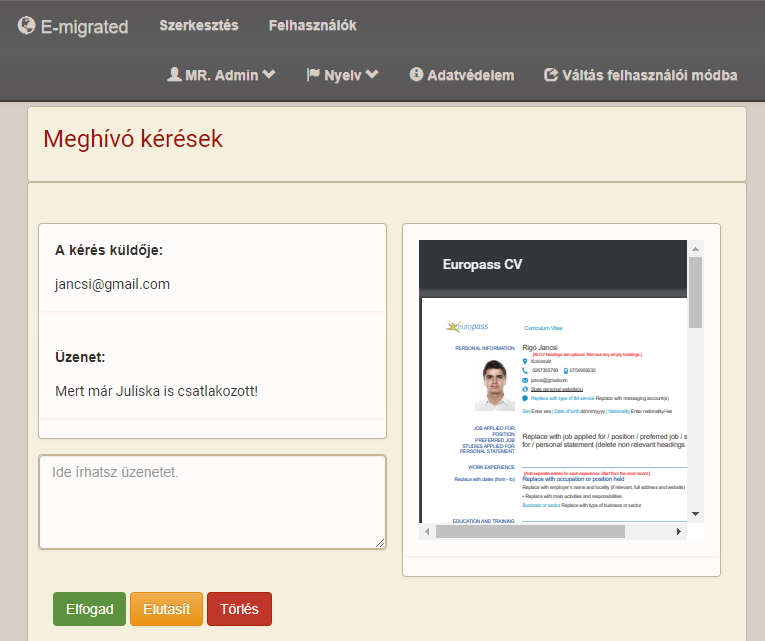 E-migrated Szerkesztés Felhasználók
MR. Admin Nyelv Adatvédelem Váltás felhasználói módba
Meghívó kérések
A kérés küldője:
jancsi@gmail.com
Üzenet:
Mert már Juliska is csatlakozott!
Ide írhatsz üzenetet.
Elfogad Elutasít Törlés
Europass CV
europass Curriculum Vitae
PERSONAL INFORMATION Rigó Jancsi
[All CV headings are optional. Remove any empty headings.]
Kolozsvár
0267355789 0756909235
jancsi@gmail.com
State personal website(s)
Replace with type of IM service Replace with messaging account(s)
Sex Enter sex | Date of birth dd/mm/yyyy | Nationality Enter nationality/-ies
JOB APPLIED FOR
POSITION
PREFERRED JOB
STUDIES APPLIED FOR
PERSONAL STATEMENT
Replace with job applied for / position / preferred job / s
for / personal statement (delete non relevant headings
WORK EXPERIENCE
[Add separate entries for each experience. Start from the most recent.]
Replace with dates (from - to) Replace with occupation or position held
Replace with employer's name and locality (if relevant, full address and website)
• Replace with main activities and responsibilities
Business or sector Replace with type of business or sector
EDUCATION AND TRAINING